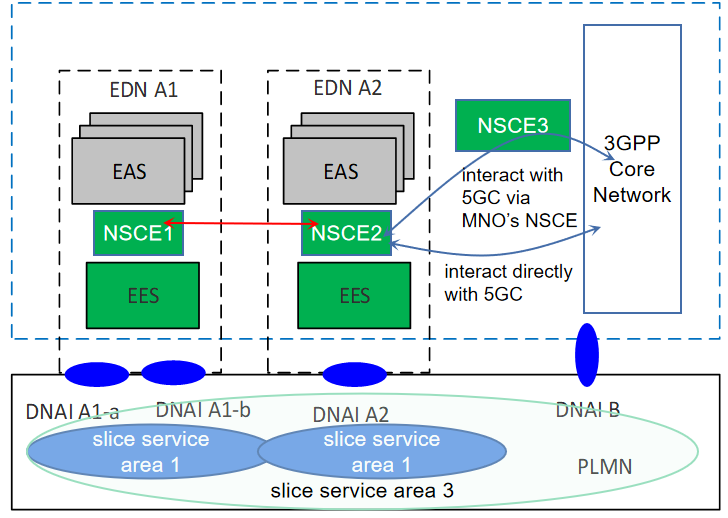 EDN A1
EDN A2
NSCE3
3GPP
Core
Network
EAS
EAS
interact with
5GC via
MNO's NSCE
NSCE1
NSCE2
interact directly
with 5GC
EES
EES
DNAI A1-a
DNAI A1-b
DNAI A2
DNAI B
slice service
area 1
slice service
area 1
PLMN
slice service area 3